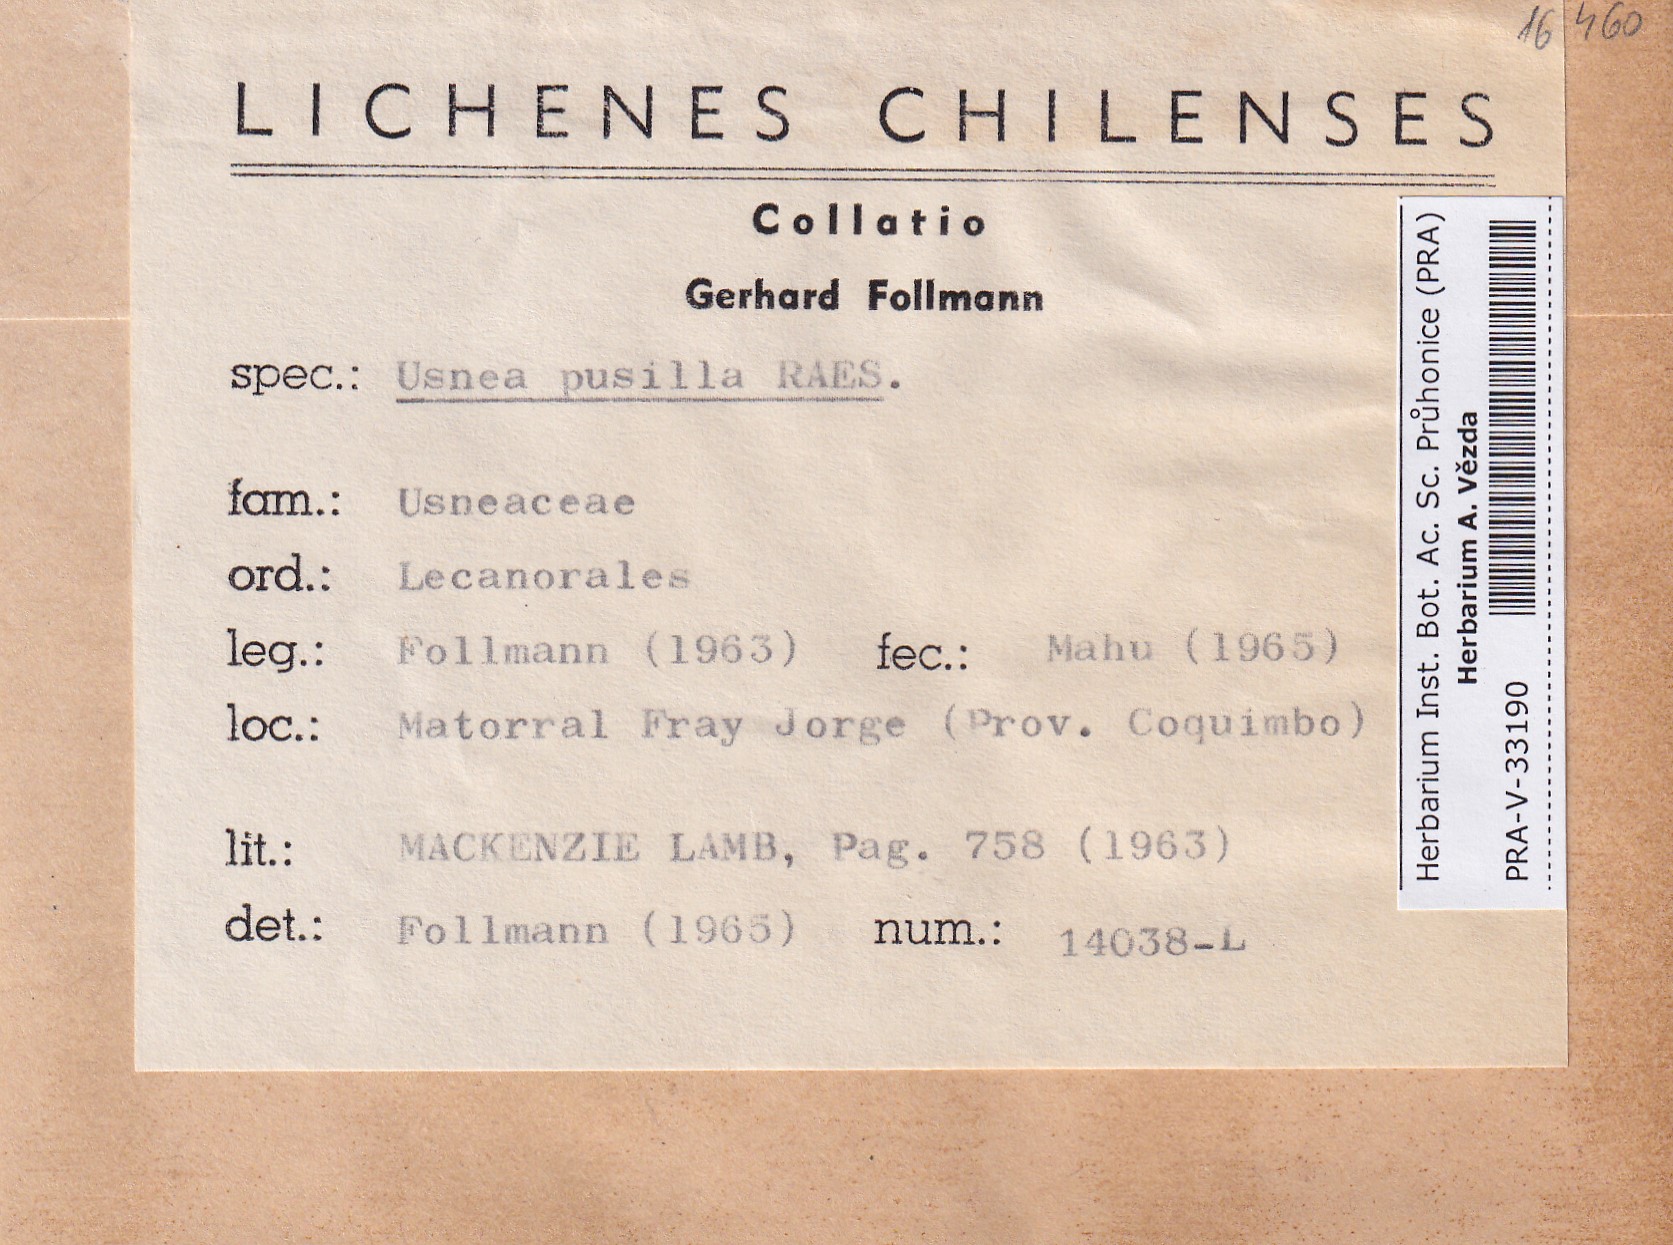 16 460
LICHENES CHILENSES
Collatio
Gerhard Follmann
spec.: Usnea pusilla RAES.
fam.: Usneaceae
ord.: Lecanorales
leg.: Follmann (1963) fec.: Mahu (1965)
loc.: Matorral Fray Jorge (Prov. Coquimbo)
lit.: MACKENZIE LAMB, Pag. 758 (1963)
det.: Follmann (1965) num.: 14038-L
Herbarium Inst. Bot. Ac. Sc. Průhonice (PRA)
Herbarium A. Vězda
PRA-V-33190